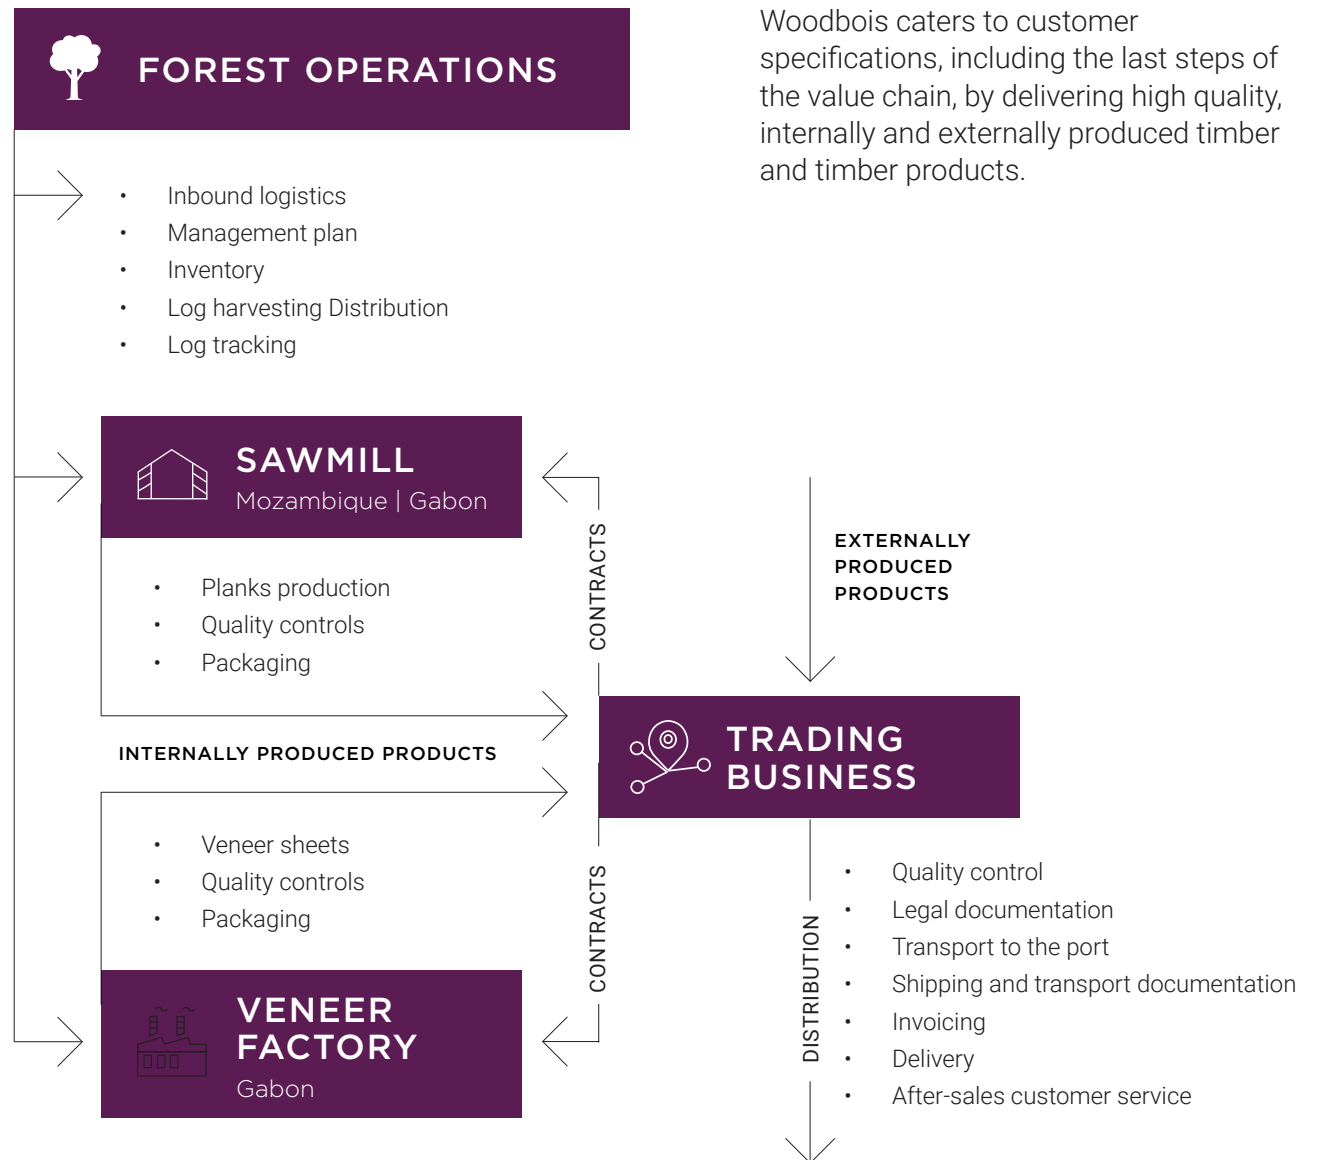 FOREST OPERATIONS
Woodbois caters to customer
specifications, including the last steps of
the value chain, by delivering high quality,
internally and externally produced timber
and timber products.
• Inbound logistics
• Management plan
• Inventory
• Log harvesting Distribution
• Log tracking
SAWMILL
Mozambique | Gabon
• Planks production
• Quality controls
• Packaging
CONTRACTS
EXTERNALLY
PRODUCED
PRODUCTS
INTERNALLY PRODUCED PRODUCTS
TRADING
BUSINESS
• Veneer sheets
• Quality controls
• Packaging
CONTRACTS
VENEER
FACTORY
Gabon
DISTRIBUTION
• Quality control
• Legal documentation
• Transport to the port
• Shipping and transport documentation
• Invoicing
• Delivery
• After-sales customer service